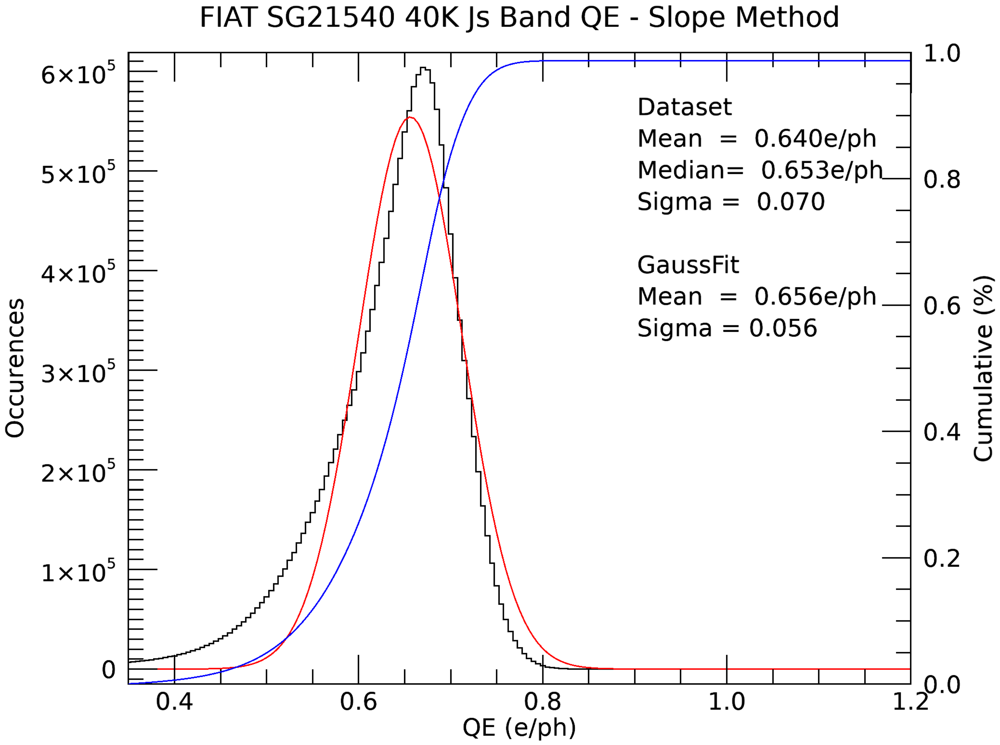 FIAT SG21540 40K Js Band QE - Slope Method
6×10⁵
5×10⁵
4×10⁵
3×10⁵
2×10⁵
1×10⁵
0
Occurences
Dataset
Mean = 0.640e/ph
Median= 0.653e/ph
Sigma = 0.070
GaussFit
Mean = 0.656e/ph
Sigma = 0.056
1.0
0.8
0.6
0.4
0.2
0.0
Cumulative (%)
0.4 0.6 0.8 1.0 1.2
QE (e/ph)